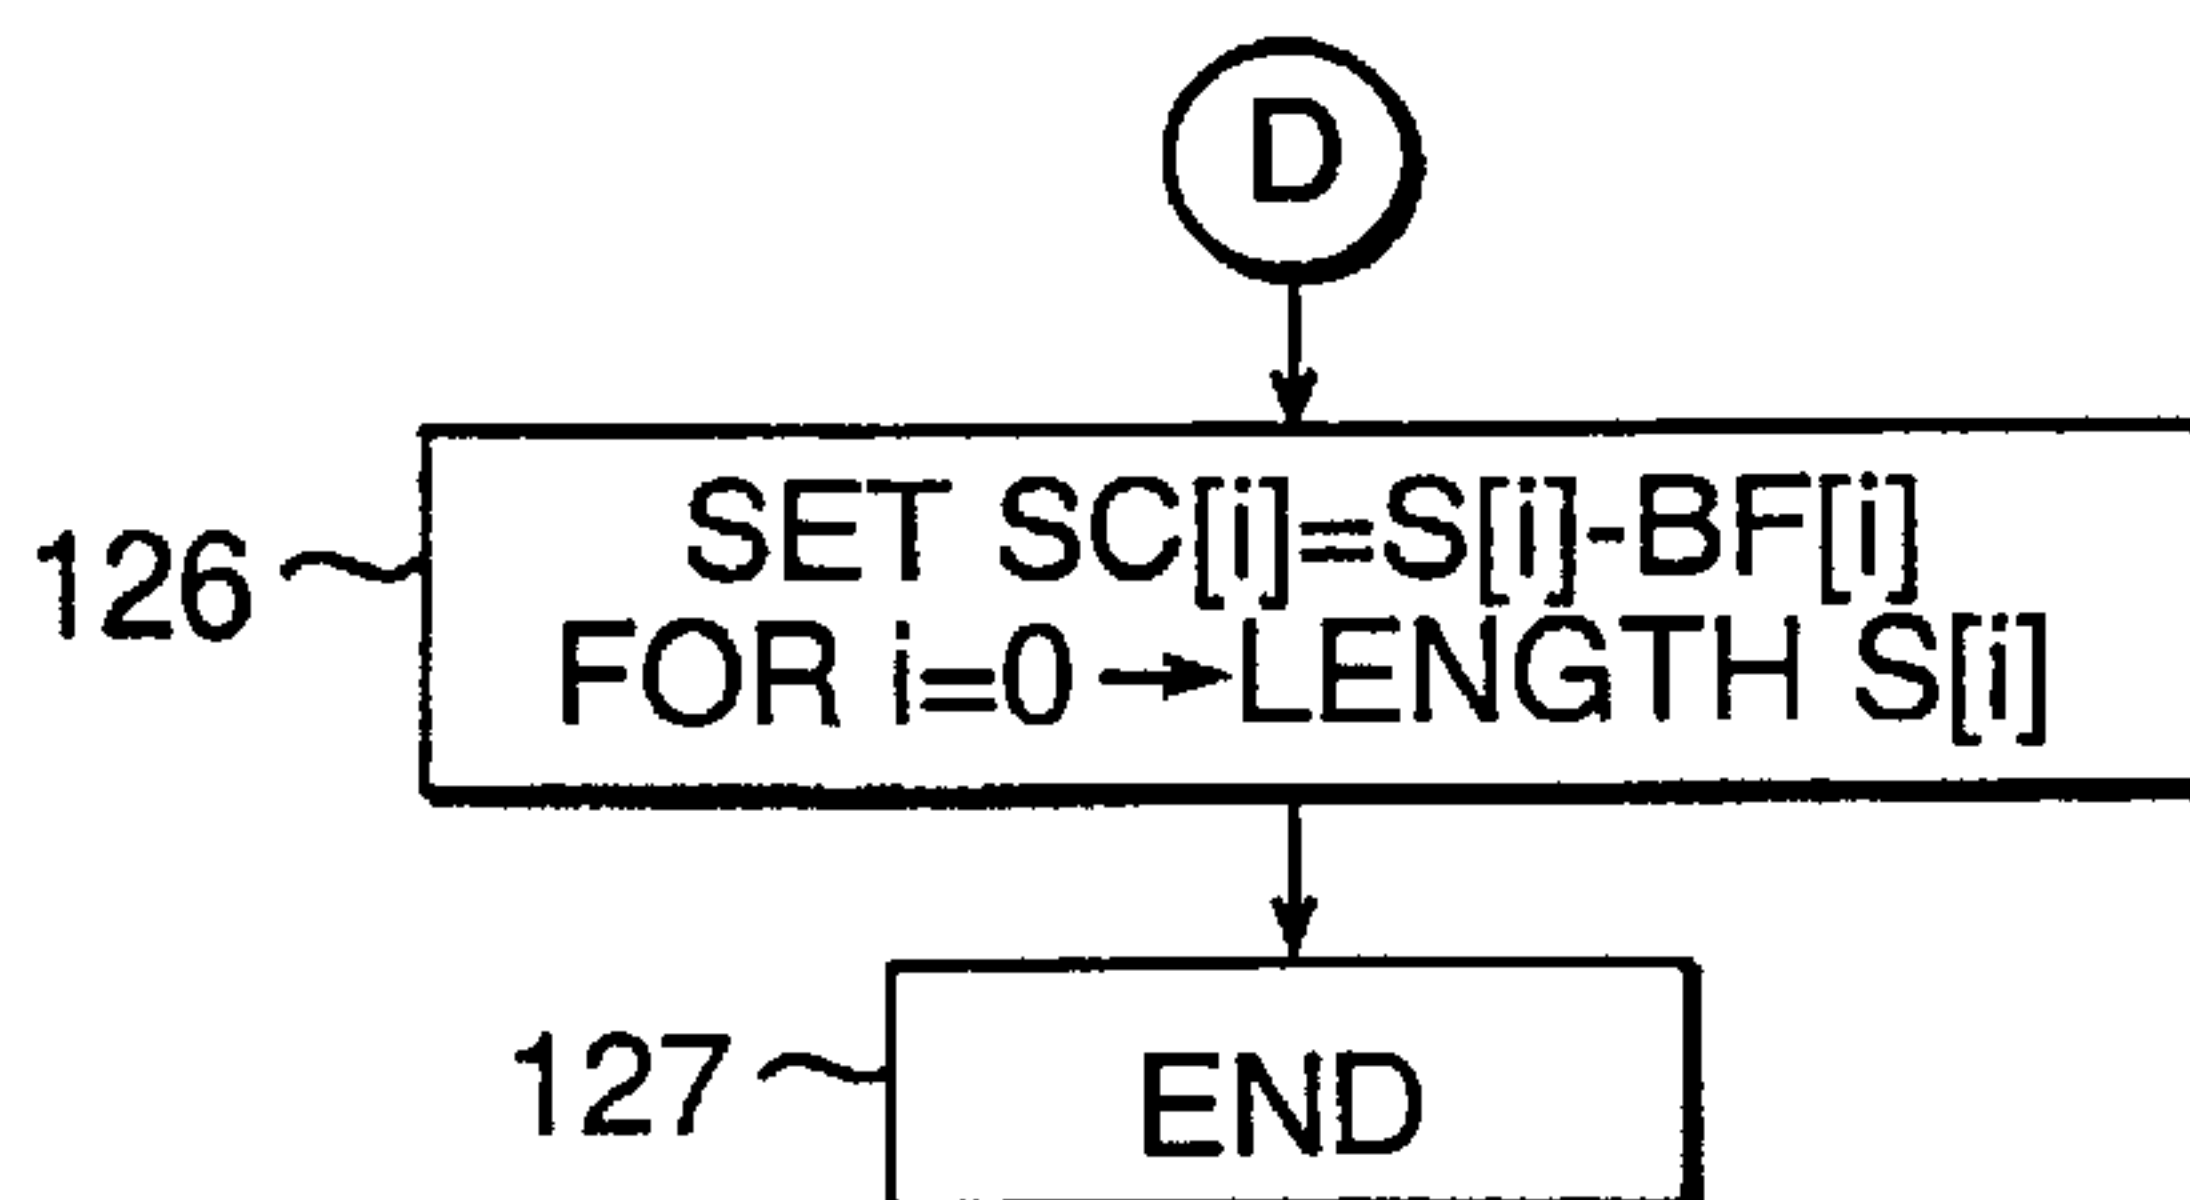 D
126
SET SC[i]=S[i]-BF[i]
FOR i=0→LENGTH S[i]
127
END